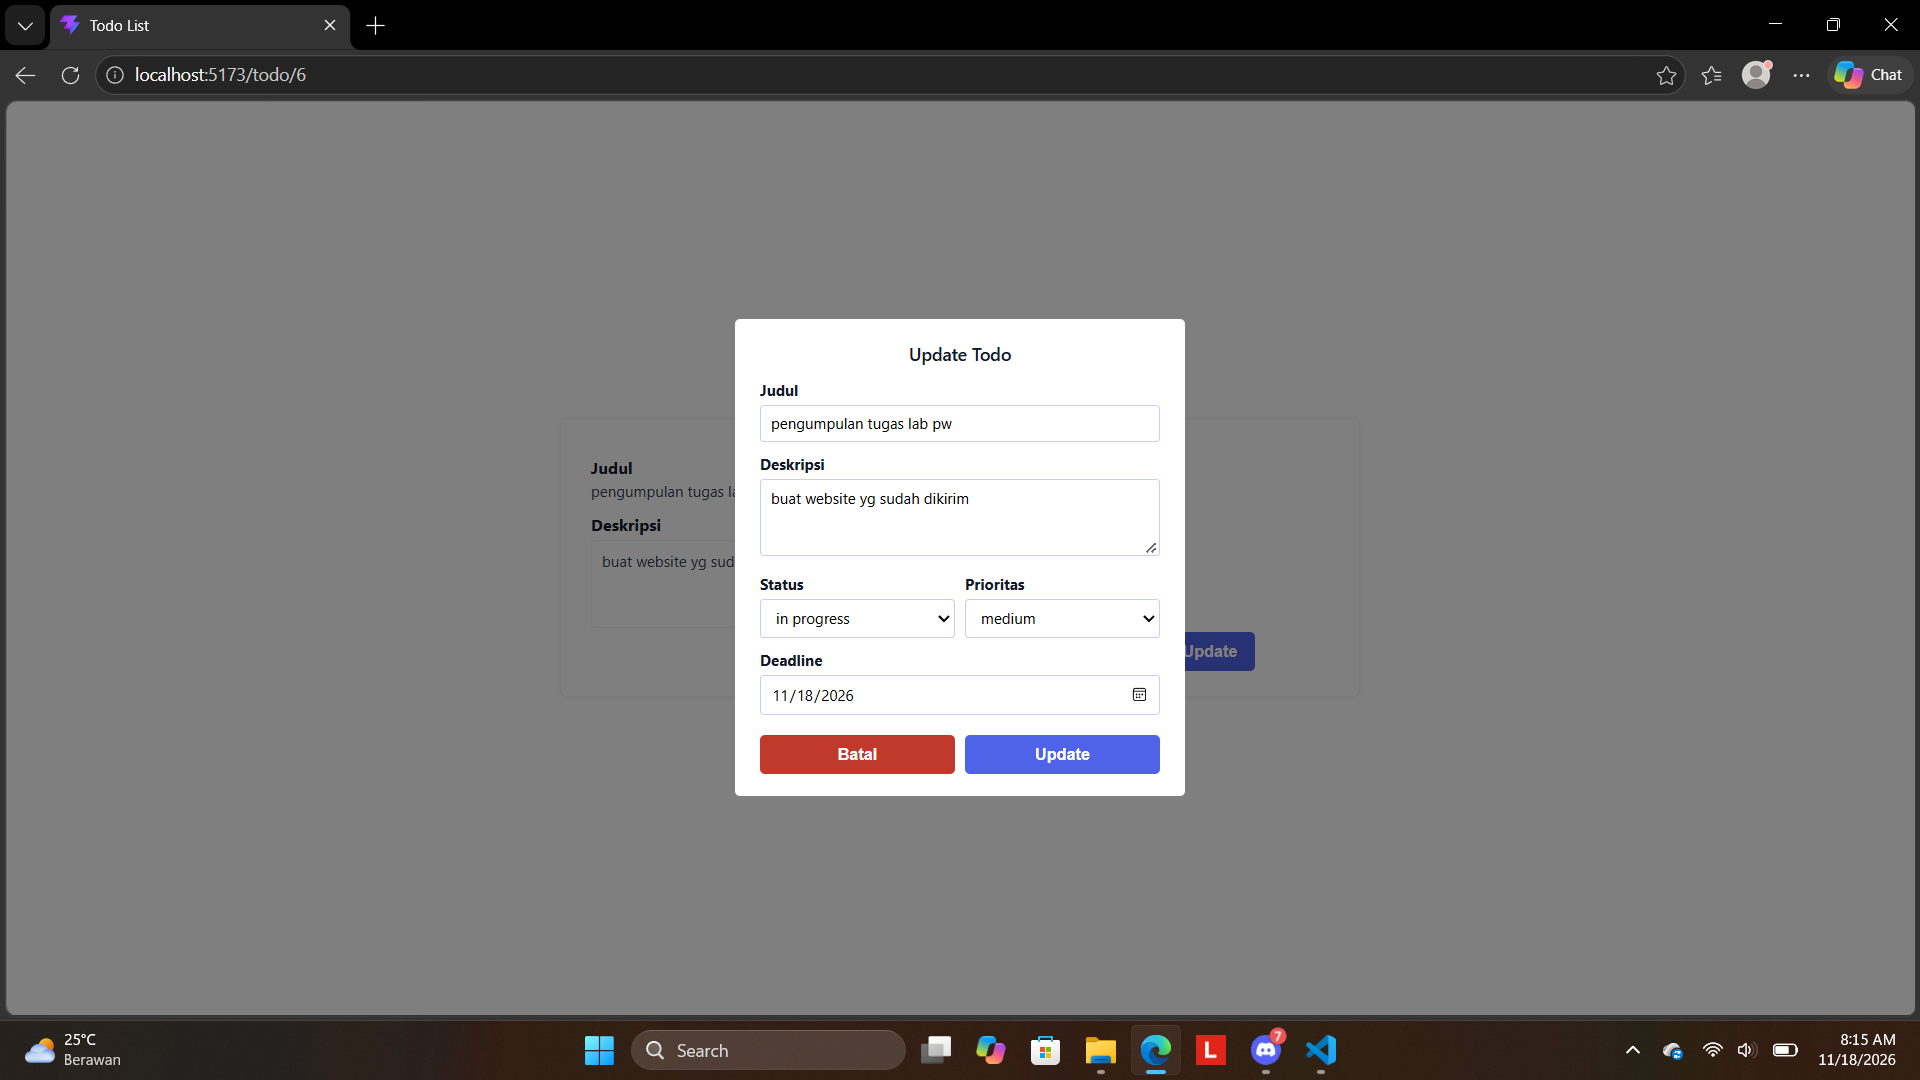 Todo List
localhost:5173/todo/6
Chat
Update Todo
Judul
pengumpulan tugas lab pw
Deskripsi
buat website yg sudah dikirim
Status
Prioritas
in progress
medium
Deadline
11/18/2026
Batal
Update
Judul
pengumpulan tugas la
Deskripsi
buat website yg sud
Update
25°C
Berawan
Search
L
7
8:15 AM
11/18/2026